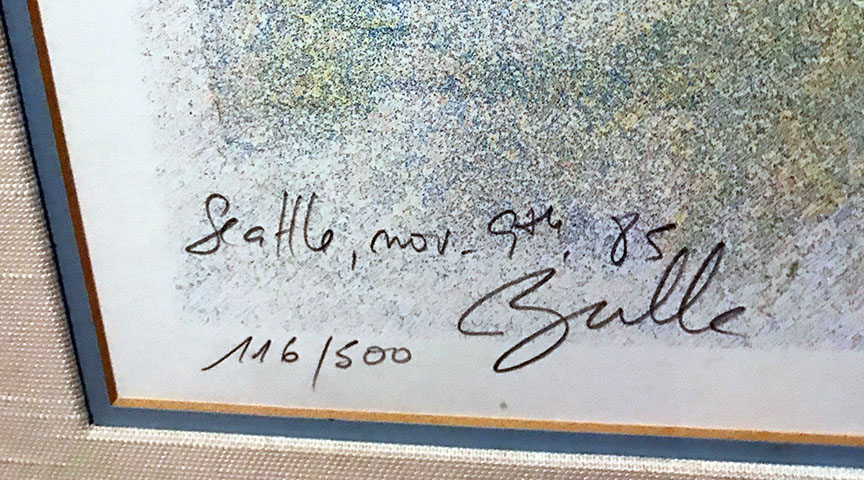 Seattle, nov. 9th, 85
116/500